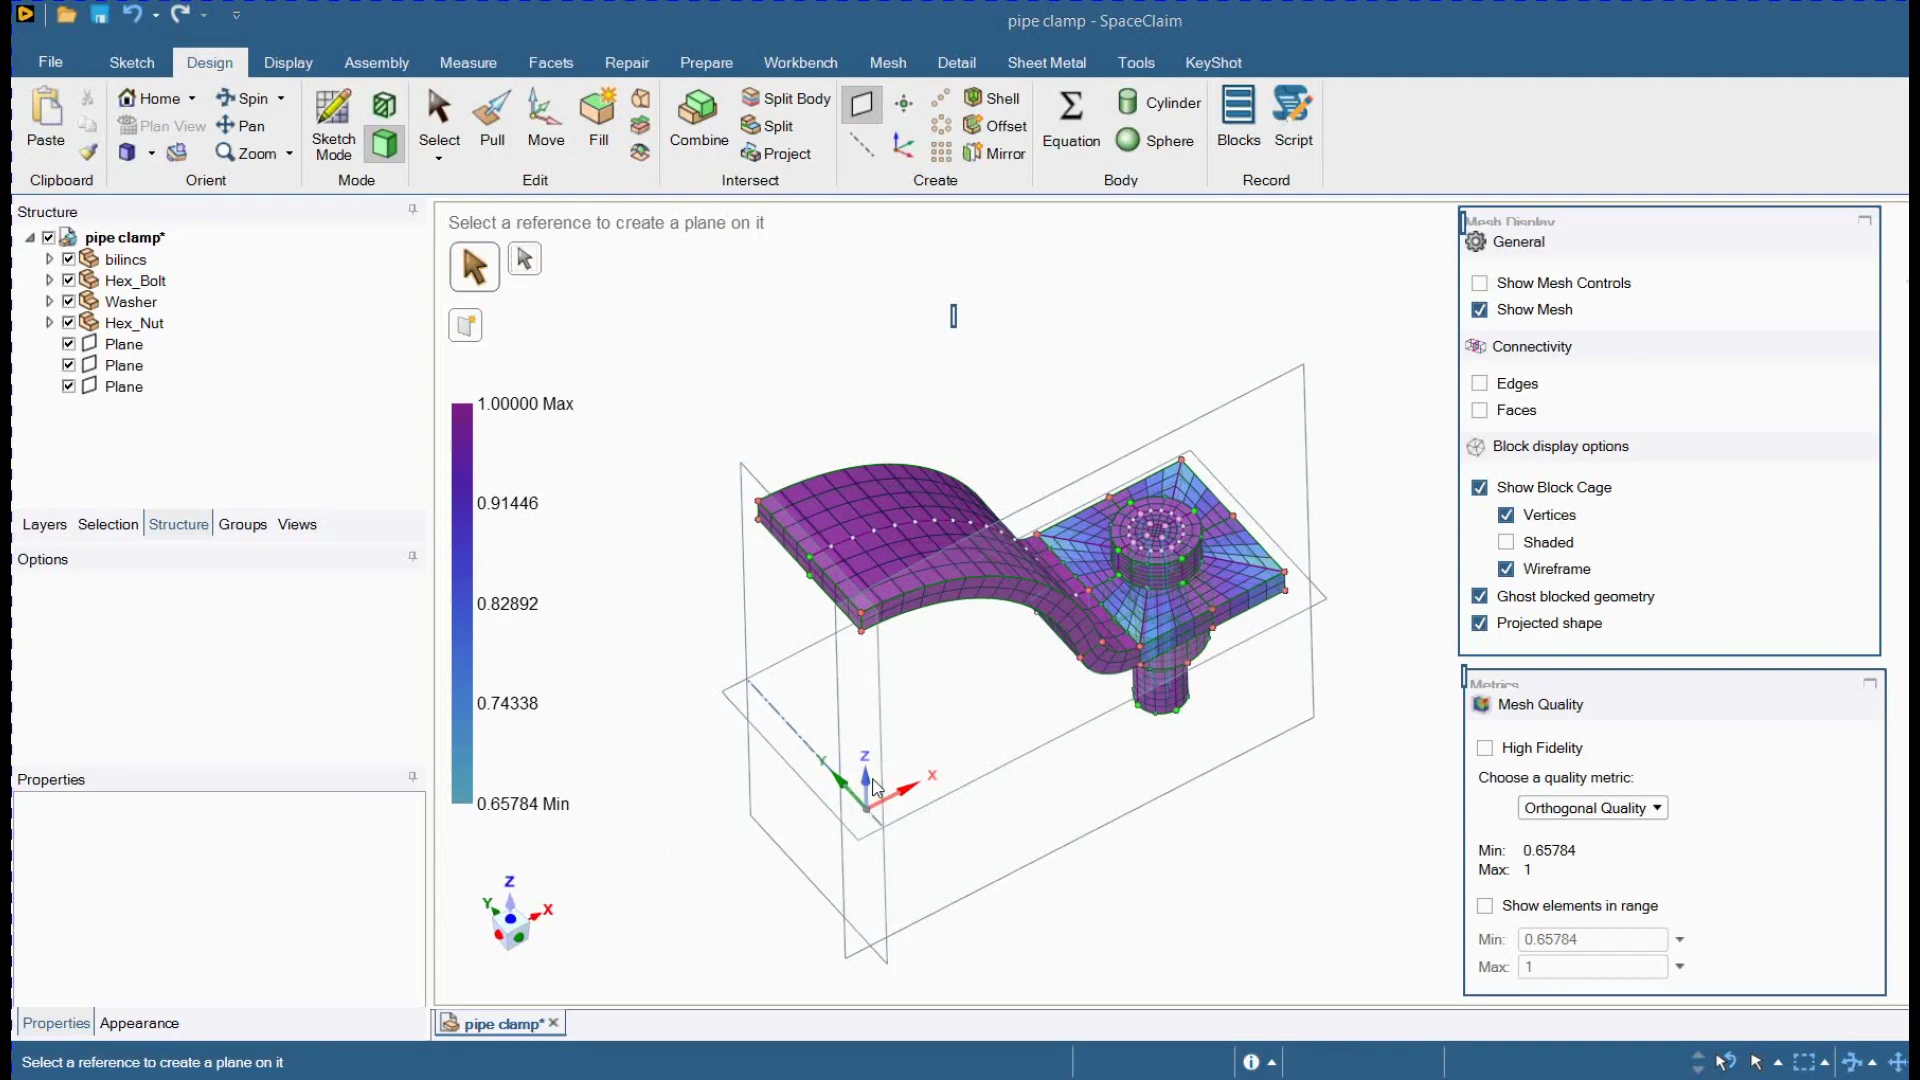 pipe clamp - SpaceClaim
File Sketch Design Display Assembly Measure Facets Repair Prepare Workbench Mesh Detail Sheet Metal Tools KeyShot
Paste
Clipboard
Home Spin
Plan View Pan
Zoom
Orient
Sketch Mode
Mode
Select Pull Move Fill
Edit
Combine
Split Body
Split
Project
Intersect
Shell
Offset
Mirror
Create
Equation
Cylinder
Sphere
Body
Blocks Script
Record
Structure
pipe clamp*
bilincs
Hex_Bolt
Washer
Hex_Nut
Plane
Plane
Plane
Layers Selection Structure Groups Views
Options
Properties
Properties Appearance
Select a reference to create a plane on it
1.00000 Max
0.91446
0.82892
0.74338
0.65784 Min
Z
Y
X
Z
Y
X
Mesh Display
General
Show Mesh Controls
Show Mesh
Connectivity
Edges
Faces
Block display options
Show Block Cage
Vertices
Shaded
Wireframe
Ghost blocked geometry
Projected shape
Metrics
Mesh Quality
High Fidelity
Choose a quality metric:
Orthogonal Quality
Min: 0.65784
Max: 1
Show elements in range
Min: 0.65784
Max: 1
pipe clamp*
Select a reference to create a plane on it